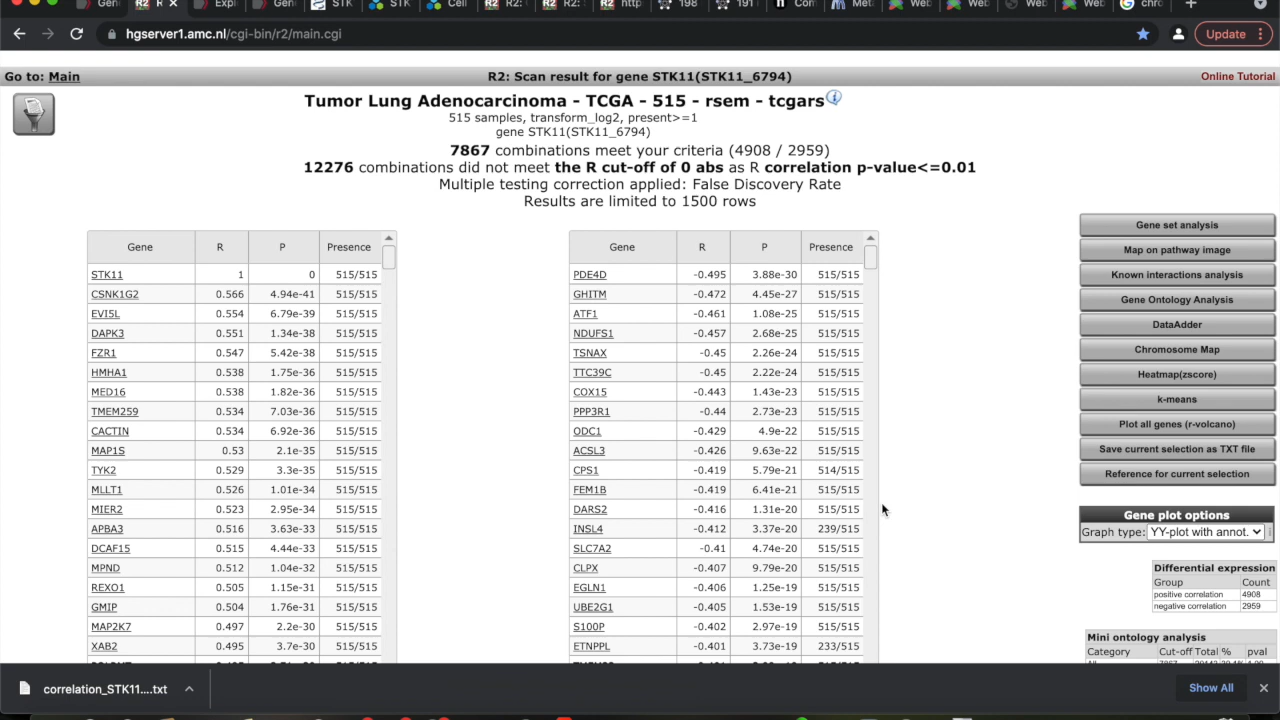 Gen
R2
Expl
Gen
STK
STK
Cell
R2: C
R2: S
http
198
191
Com
Met
Web
Web
Web
Web
chro
hgserver1.amc.nl/cgi-bin/r2/main.cgi
Update
Go to: Main
R2: Scan result for gene STK11(STK11_6794)
Online Tutorial
Tumor Lung Adenocarcinoma - TCGA - 515 - rsem - tcgars
515 samples, transform_log2, present>=1
gene STK11(STK11_6794)
7867 combinations meet your criteria (4908 / 2959)
12276 combinations did not meet the R cut-off of 0 abs as R correlation p-value<=0.01
Multiple testing correction applied: False Discovery Rate
Results are limited to 1500 rows
Gene R P Presence
STK11 1 0 515/515
CSNK1G2 0.566 4.94e-41 515/515
EVI5L 0.554 6.79e-39 515/515
DAPK3 0.551 1.34e-38 515/515
FZR1 0.547 5.42e-38 515/515
HMHA1 0.538 1.75e-36 515/515
MED16 0.538 1.82e-36 515/515
TMEM259 0.534 7.03e-36 515/515
CACTIN 0.534 6.92e-36 515/515
MAP1S 0.53 2.1e-35 515/515
TYK2 0.529 3.3e-35 515/515
MLLT1 0.526 1.01e-34 515/515
MIER2 0.523 2.95e-34 515/515
APBA3 0.516 3.63e-33 515/515
DCAF15 0.515 4.44e-33 515/515
MPND 0.512 1.04e-32 515/515
REXO1 0.505 1.15e-31 515/515
GMIP 0.504 1.76e-31 515/515
MAP2K7 0.497 2.2e-30 515/515
XAB2 0.495 3.7e-30 515/515
Gene R P Presence
PDE4D -0.495 3.88e-30 515/515
GHITM -0.472 4.45e-27 515/515
ATF1 -0.461 1.08e-25 515/515
NDUFS1 -0.457 2.68e-25 515/515
TSNAX -0.45 2.26e-24 515/515
TTC39C -0.45 2.22e-24 515/515
COX15 -0.443 1.43e-23 515/515
PPP3R1 -0.44 2.73e-23 515/515
ODC1 -0.429 4.9e-22 515/515
ACSL3 -0.426 9.63e-22 515/515
CPS1 -0.419 5.79e-21 514/515
FEM1B -0.419 6.41e-21 515/515
DARS2 -0.416 1.31e-20 515/515
INSL4 -0.412 3.37e-20 239/515
SLC7A2 -0.41 4.74e-20 515/515
CLPX -0.407 9.79e-20 515/515
EGLN1 -0.406 1.25e-19 515/515
UBE2G1 -0.405 1.53e-19 515/515
S100P -0.402 2.97e-19 515/515
ETNPPL -0.401 3.73e-19 233/515
Gene set analysis
Map on pathway image
Known interactions analysis
Gene Ontology Analysis
DataAdder
Chromosome Map
Heatmap(zscore)
k-means
Plot all genes (r-volcano)
Save current selection as TXT file
Reference for current selection
Gene plot options
Graph type: YY-plot with annot.
Differential expression
Group Count
positive correlation 4908
negative correlation 2959
Mini ontology analysis
Category Cut-off Total % pval
correlation_STK11....txt
Show All